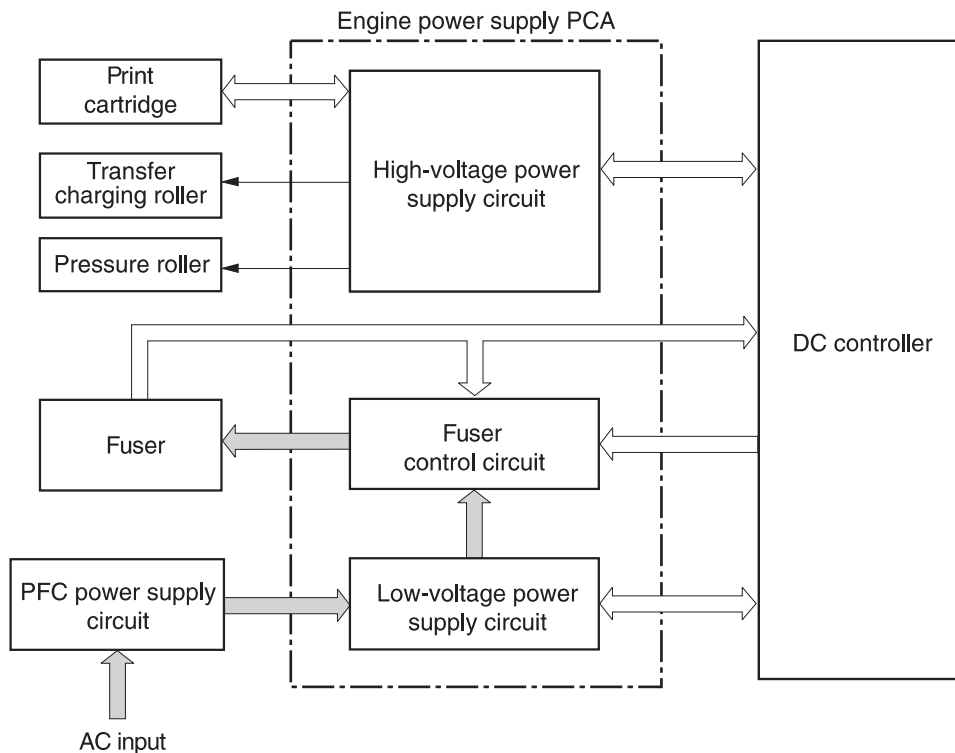 Engine power supply PCA
Print
cartridge
Transfer
charging roller
Pressure roller
High-voltage power
supply circuit
DC controller
Fuser
Fuser
control circuit
PFC power supply
circuit
Low-voltage power
supply circuit
AC input